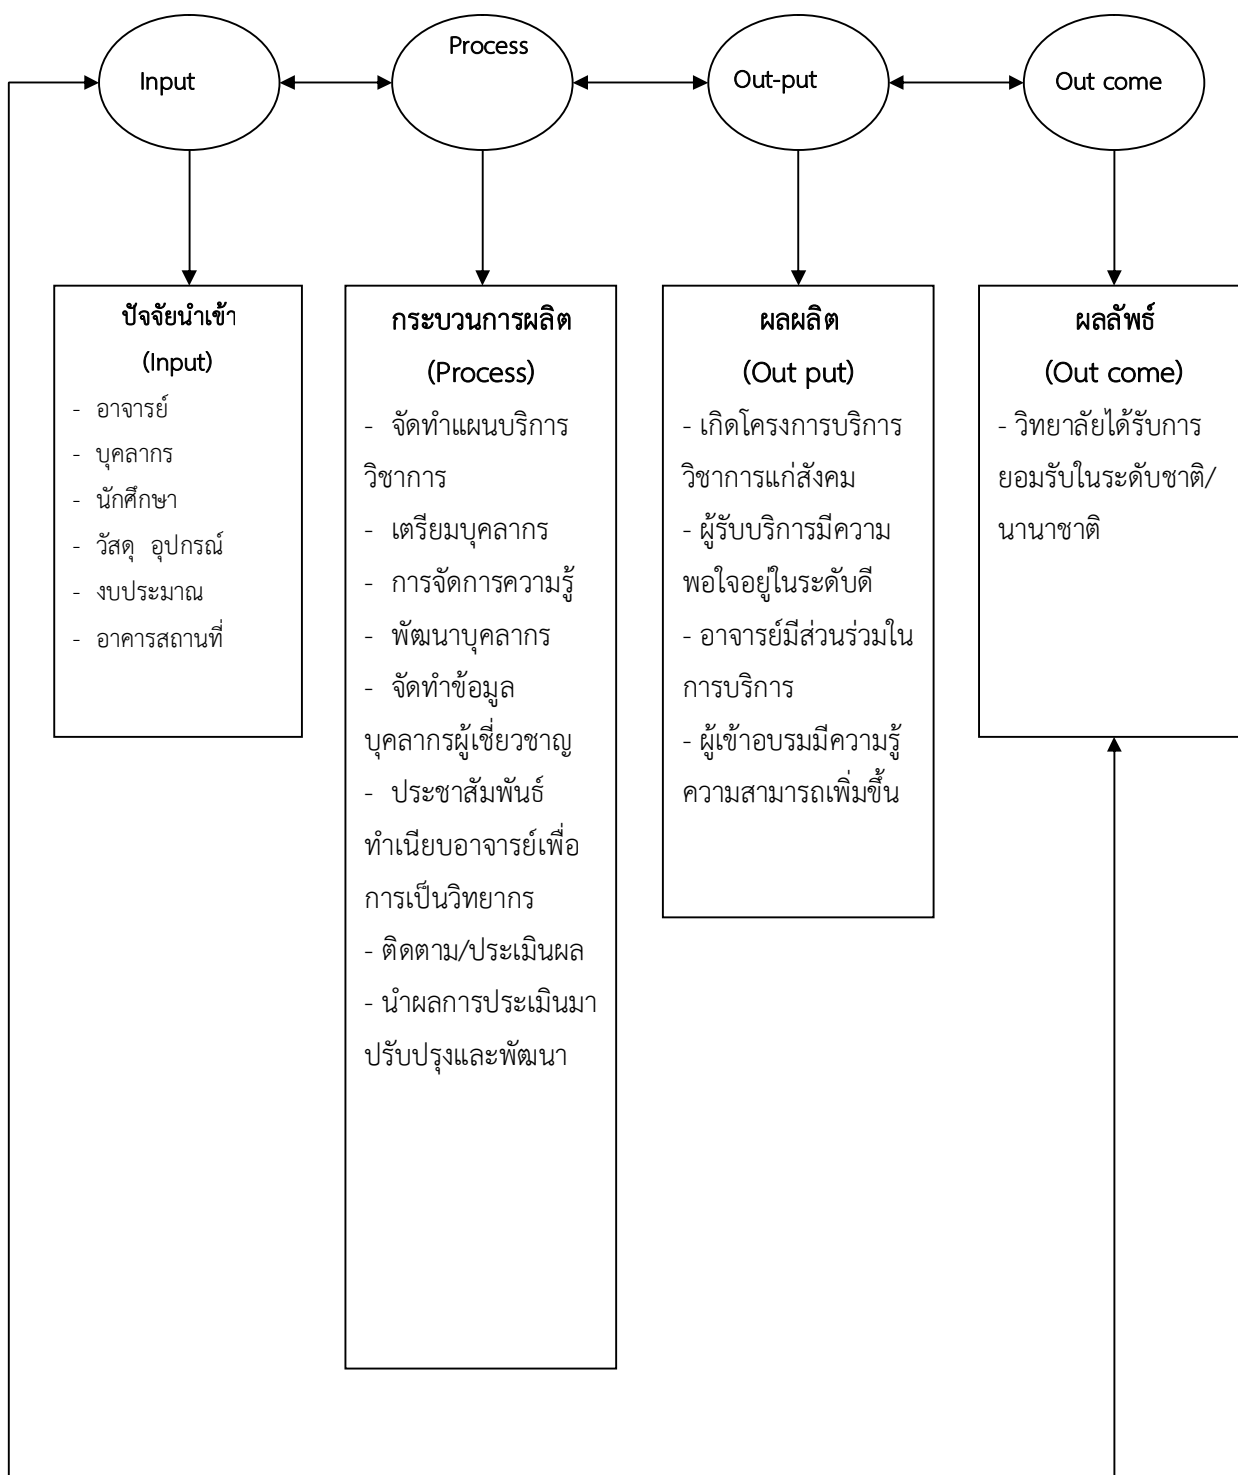 Input
Process
Out-put
Out come
ปัจจัยนำเข้า
(Input)
- อาจารย์
- บุคลากร
- นักศึกษา
- วัสดุ อุปกรณ์
- งบประมาณ
- อาคารสถานที่
กระบวนการผลิต
(Process)
- จัดทำแผนบริการ
วิชาการ
- เตรียมบุคลากร
- การจัดการความรู้
- พัฒนาบุคลากร
- จัดทำข้อมูล
บุคลากรผู้เชี่ยวชาญ
- ประชาสัมพันธ์
ทำเนียบอาจารย์เพื่อ
การเป็นวิทยากร
- ติดตาม/ประเมินผล
- นำผลการประเมินมา
ปรับปรุงและพัฒนา
ผลผลิต
(Out put)
- เกิดโครงการบริการ
วิชาการแก่สังคม
- ผู้รับบริการมีความ
พอใจอยู่ในระดับดี
- อาจารย์มีส่วนร่วมใน
การบริการ
- ผู้เข้าอบรมมีความรู้
ความสามารถเพิ่มขึ้น
ผลลัพธ์
(Out come)
- วิทยาลัยได้รับการ
ยอมรับในระดับชาติ/
นานาชาติ